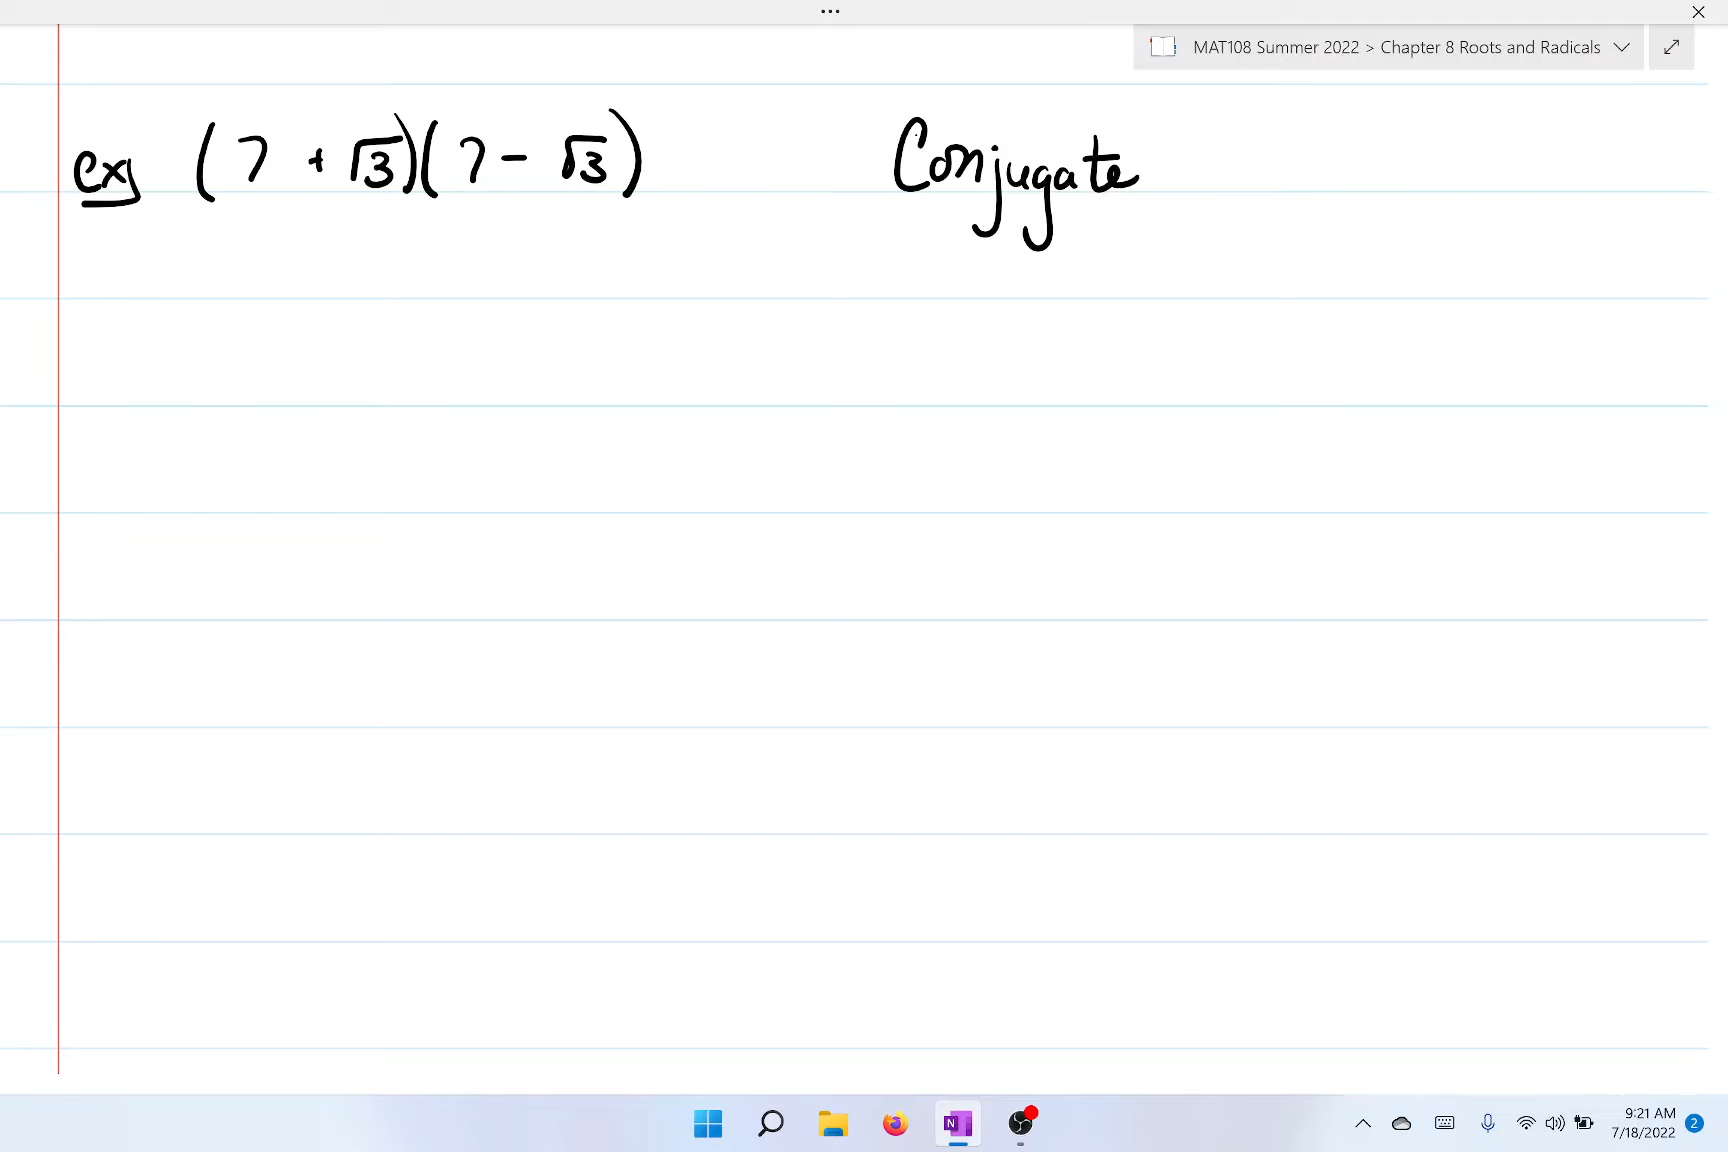 ...
MAT108 Summer 2022 > Chapter 8 Roots and Radicals
ex) (7 + √3)(7 - √3)
Conjugate
N
9:21 AM
7/18/2022
2